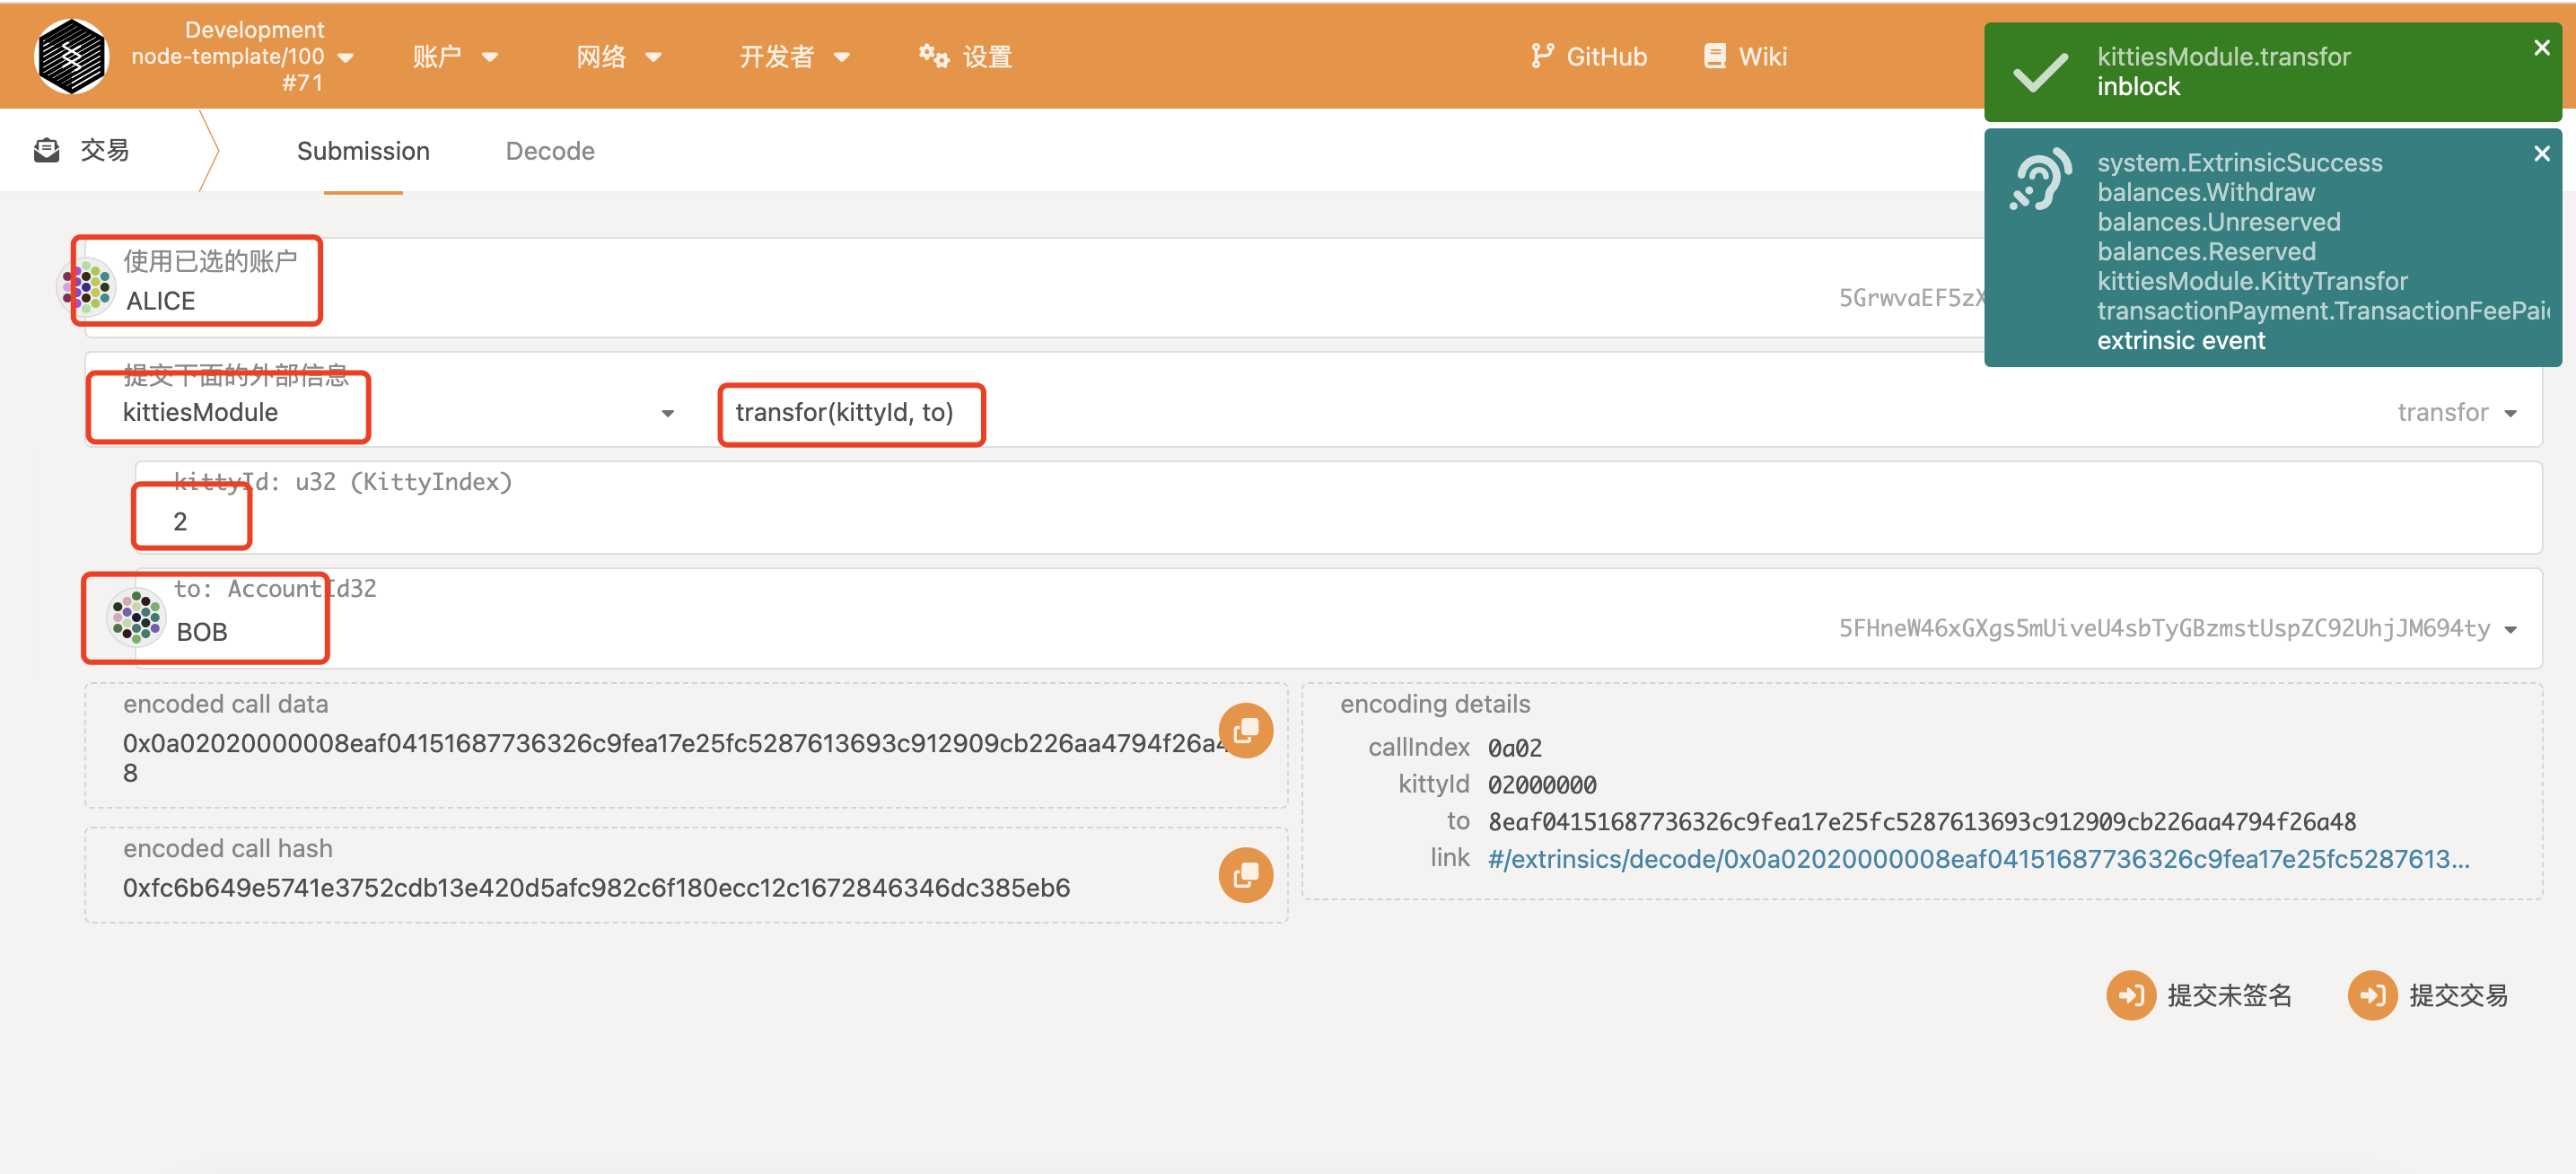 Development
node-template/100
#71
账户
网络
开发者
设置
GitHub
Wiki
kittiesModule.transfor
inblock
system.ExtrinsicSuccess
balances.Withdraw
balances.Unreserved
balances.Reserved
kittiesModule.KittyTransfor
transactionPayment.TransactionFeePai
extrinsic event
交易
Submission
Decode
使用已选的账户
ALICE
5GrwvaEF5zX
提交下面的外部信息
kittiesModule
transfor(kittyId, to)
transfor
kittyId: u32 (KittyIndex)
2
to: AccountId32
BOB
5FHneW46xGXgs5mUiveU4sbTyGBzmstUspZC92UhjJM694ty
encoded call data
0x0a02020000008eaf04151687736326c9fea17e25fc5287613693c912909cb226aa4794f26a4
8
encoded call hash
0xfc6b649e5741e3752cdb13e420d5afc982c6f180ecc12c1672846346dc385eb6
encoding details
callIndex 0a02
kittyId 02000000
to 8eaf04151687736326c9fea17e25fc5287613693c912909cb226aa4794f26a48
link #/extrinsics/decode/0x0a02020000008eaf04151687736326c9fea17e25fc5287613...
提交未签名
提交交易